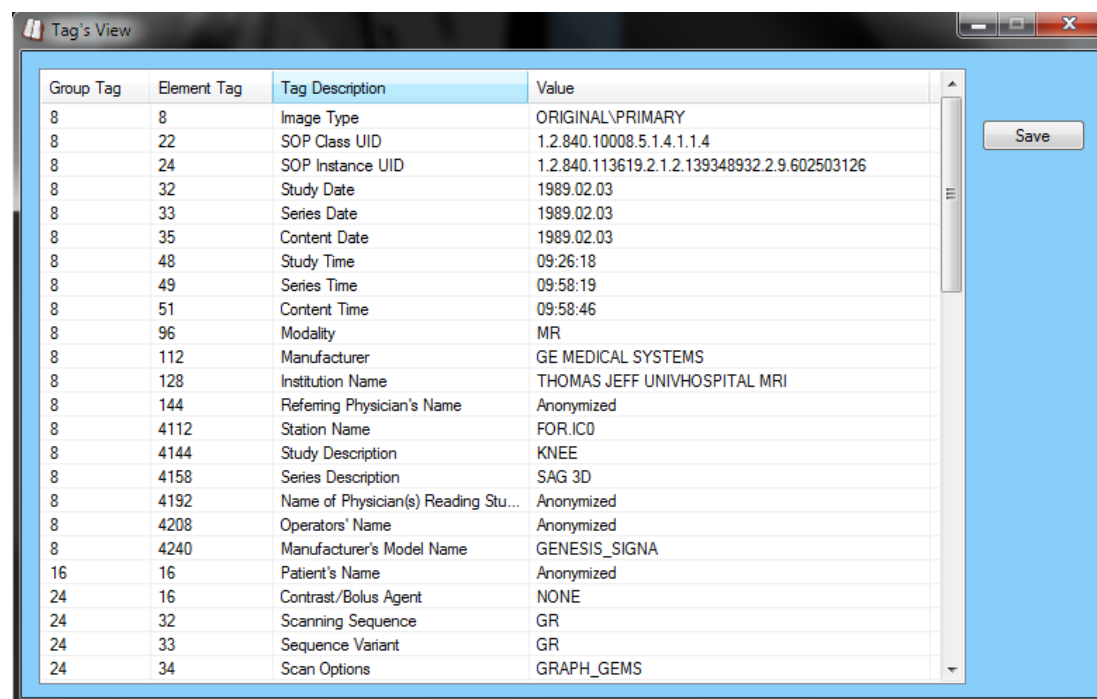 Tag's View
Group Tag Element Tag Tag Description Value
8 8 Image Type ORIGINAL\PRIMARY
8 22 SOP Class UID 1.2.840.10008.5.1.4.1.1.4
8 24 SOP Instance UID 1.2.840.113619.2.1.2.139348932.2.9.602503126
8 32 Study Date 1989.02.03
8 33 Series Date 1989.02.03
8 35 Content Date 1989.02.03
8 48 Study Time 09:26:18
8 49 Series Time 09:58:19
8 51 Content Time 09:58:46
8 96 Modality MR
8 112 Manufacturer GE MEDICAL SYSTEMS
8 128 Institution Name THOMAS JEFF UNIVHOSPITAL MRI
8 144 Referring Physician's Name Anonymized
8 4112 Station Name FOR.IC0
8 4144 Study Description KNEE
8 4158 Series Description SAG 3D
8 4192 Name of Physician(s) Reading Stu... Anonymized
8 4208 Operators' Name Anonymized
8 4240 Manufacturer's Model Name GENESIS_SIGNA
16 16 Patient's Name Anonymized
24 16 Contrast/Bolus Agent NONE
24 32 Scanning Sequence GR
24 33 Sequence Variant GR
24 34 Scan Options GRAPH_GEMS
Save